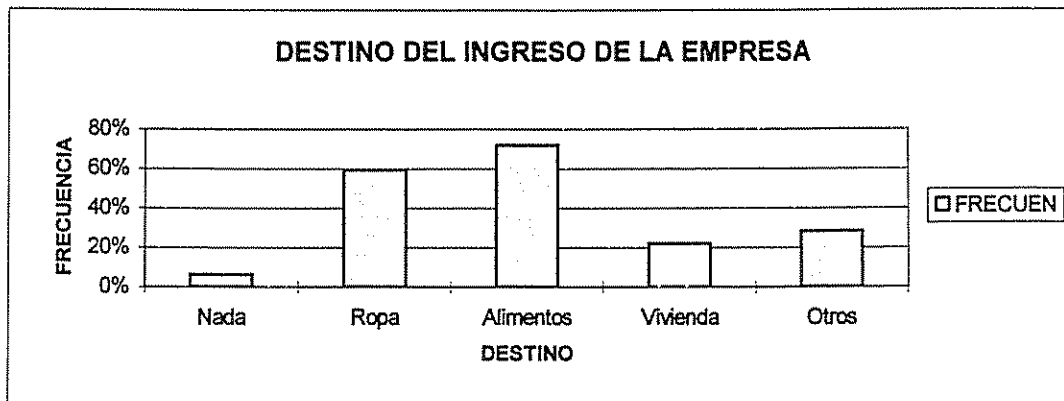 DESTINO DEL INGRESO DE LA EMPRESA
FRECUENCIA
80%
60%
40%
20%
0%
Nada Ropa Alimentos Vivienda Otros
DESTINO
FRECUEN